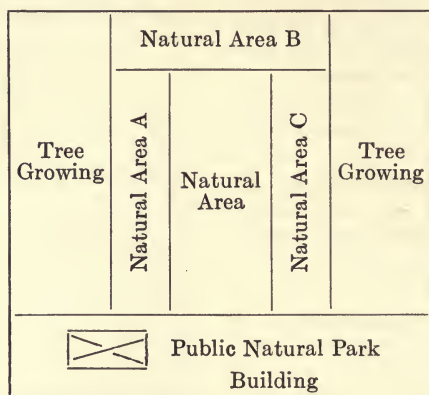 Natural Area B
Tree
Growing
Natural Area A
Natural
Area
Natural Area C
Tree
Growing
Public Natural Park
Building